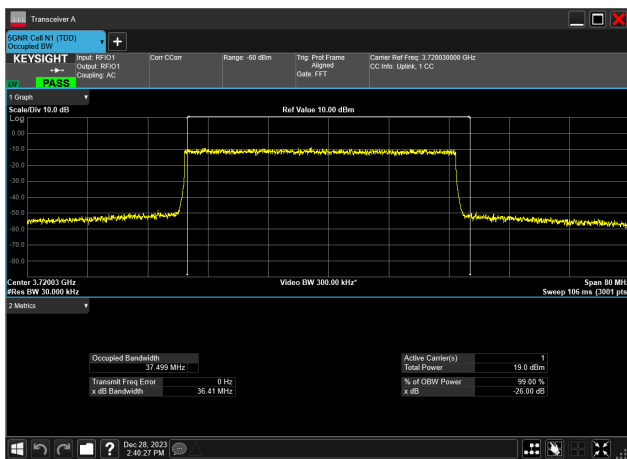 Transceiver A
5GNR Cell N1 (TDD)
Occupied BW
KEYSIGHT
Input: RFIO1
Output: RFIO1
Coupling: AC
Corr CCorr
Range: -60 dBm
Trig: Prot Frame
Aligned
Gate: FFT
Carrier Ref Freq: 3.720030000 GHz
CC Info: Uplink, 1 CC
PASS
1 Graph
Scale/Div 10.0 dB
Ref Value 10.00 dBm
Log
0.00
-10.0
-20.0
-30.0
-40.0
-50.0
-60.0
-70.0
-80.0
Center 3.72003 GHz
Video BW 300.00 kHz*
Span 80 MHz
#Res BW 30.000 kHz
Sweep 106 ms (3001 pts
2 Metrics
Occupied Bandwidth
37.499 MHz
Active Carrier(s) 1
Total Power 19.0 dBm
Transmit Freq Error 0 Hz
x dB Bandwidth 36.41 MHz
% of OBW Power 99.00 %
x dB -26.00 dB
?
Dec 28, 2023
2:40:27 PM